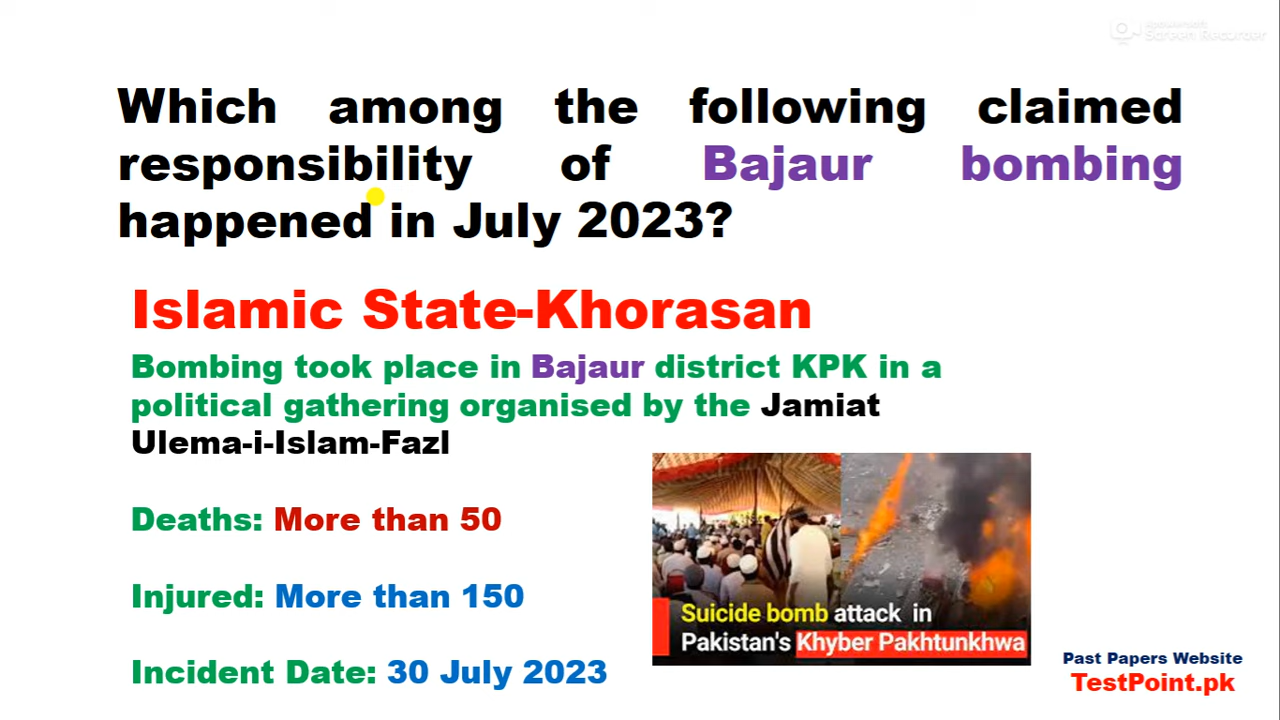 Apowersoft
Screen Recorder
Which among the following claimed
responsibility of Bajaur bombing
happened in July 2023?
Islamic State-Khorasan
Bombing took place in Bajaur district KPK in a
political gathering organised by the Jamiat
Ulema-i-Islam-Fazl
Deaths: More than 50
Injured: More than 150
Incident Date: 30 July 2023
Suicide bomb attack in
Pakistan's Khyber Pakhtunkhwa
Past Papers Website
TestPoint.pk